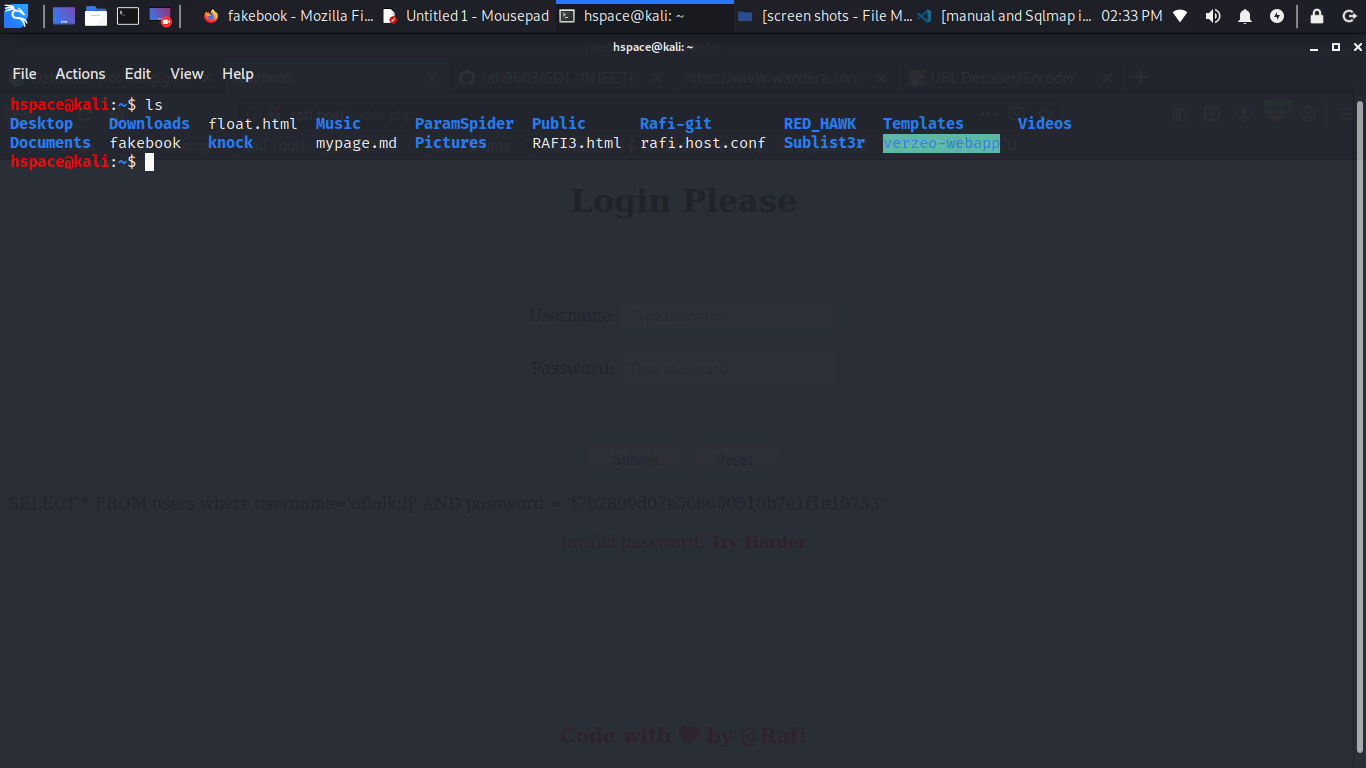 fakebook - Mozilla Fi... Untitled 1 - Mousepad hspace@kali: ~ [screen shots - File M... [manual and Sqlmap i... 02:33 PM
hspace@kali: ~
File Actions Edit View Help
rafi9603/SQL-INJECTI https://www.wandera.com URL Decoder/Encoder
hspace@kali:~$ ls
Desktop Downloads float.html Music ParamSpider Public Rafi-git RED_HAWK Templates Videos
Documents fakebook knock mypage.md Pictures RAFI3.html rafi.host.conf Sublist3r verzeo-webapp
hspace@kali:~$
Login Please
Username: Type username
Password: Type password
Submit Reset
SELECT * FROM users where username='aflalk;fj' AND password = 'f7b2899d07e566650518b7e1f1e19753'
Invalid password! Try Harder
Code with ❤ by @Rafi